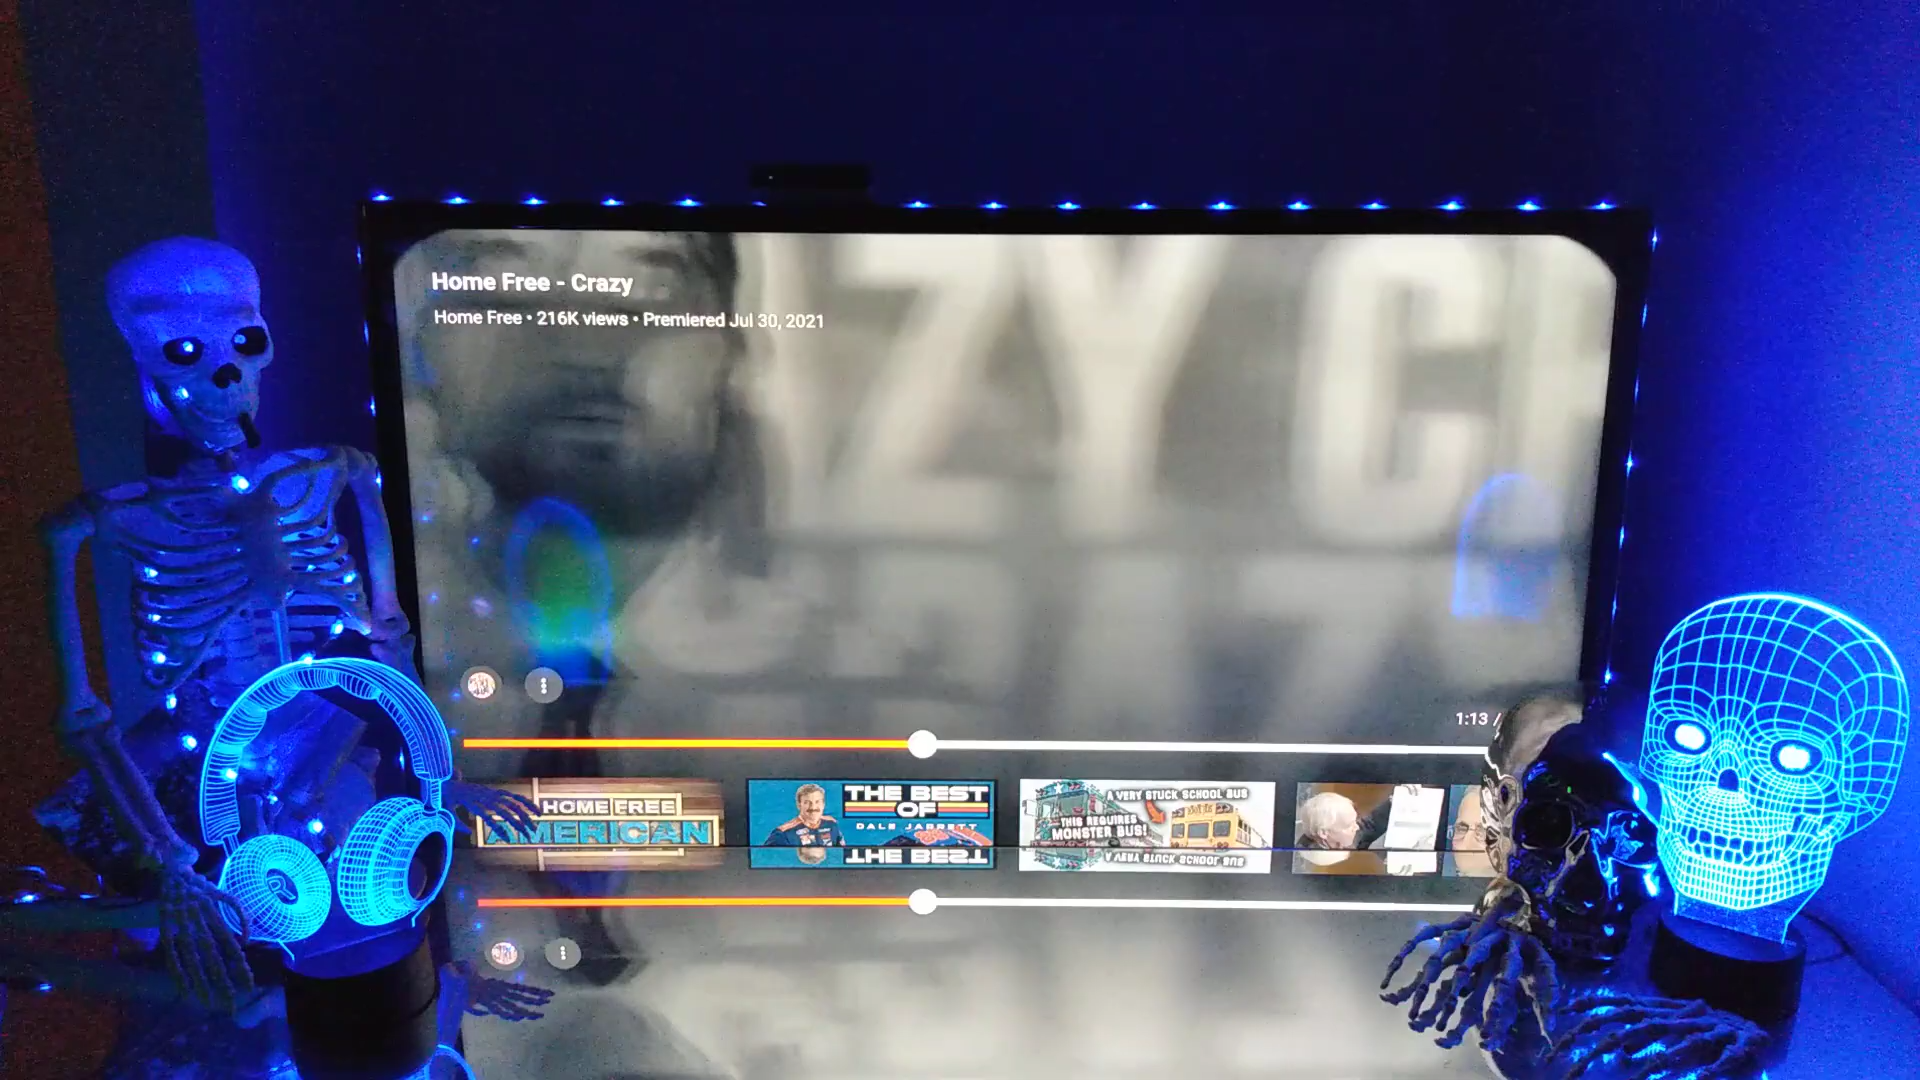 Home Free - Crazy
Home Free • 216K views • Premiered Jul 30, 2021
ZY C
1:13 /
HOME FREE
AMERICAN
THE BEST
OF
DALE JARRETT
A VERY STUCK SCHOOL BUS
THIS REQUIRES
MONSTER BUS!
THE BEST
A VERY STUCK SCHOOL BUS